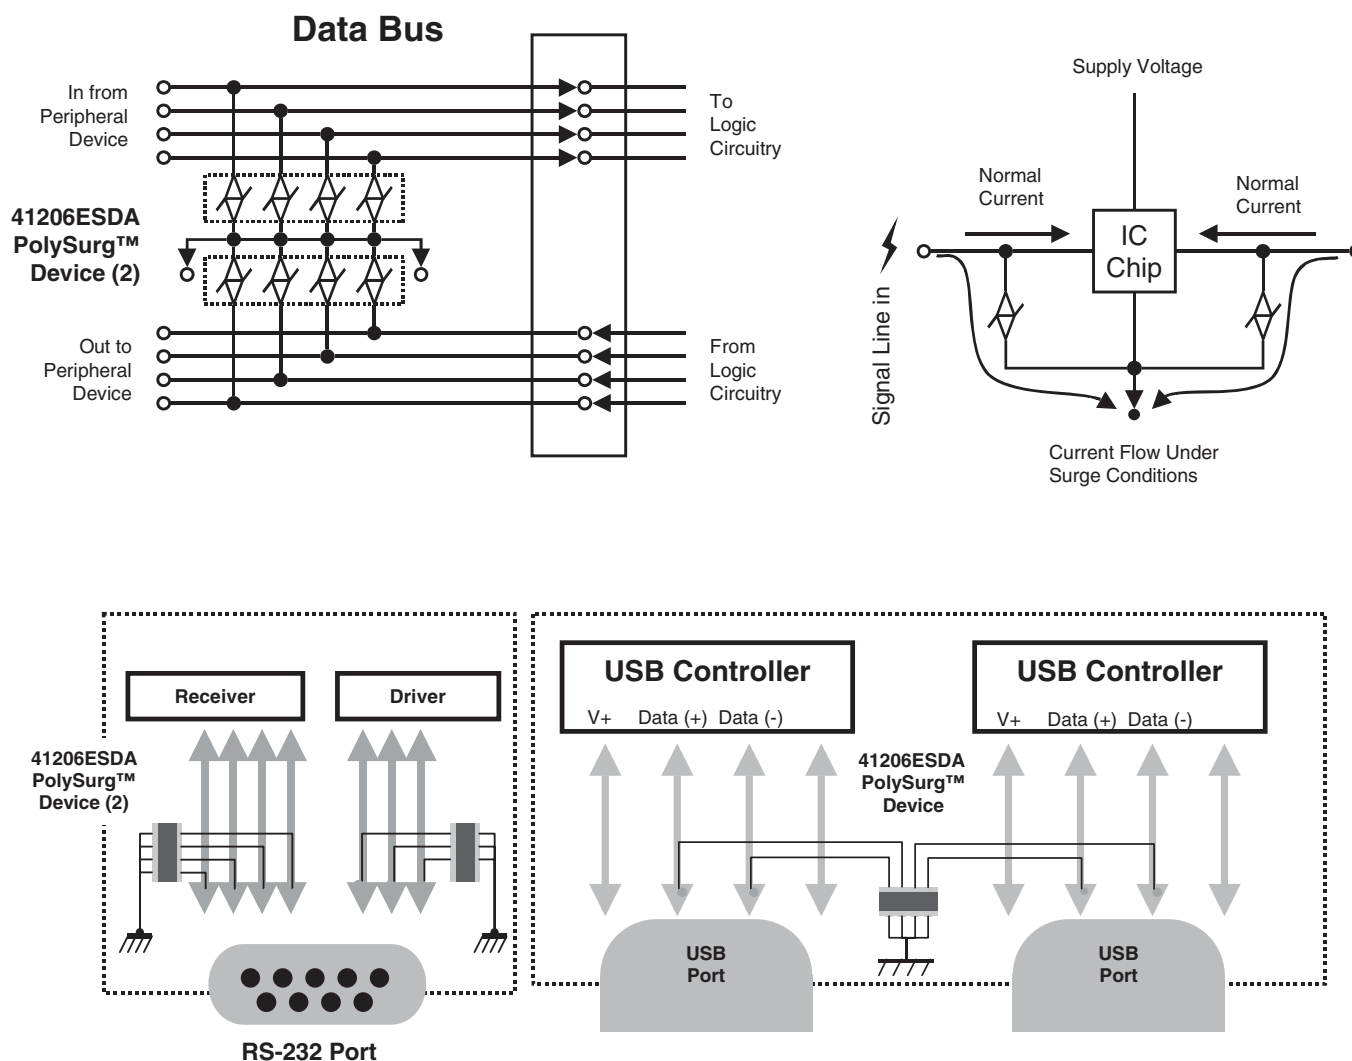 Data Bus
In from
Peripheral
Device
To
Logic
Circuitry
41206ESDA
PolySurg™
Device (2)
Out to
Peripheral
Device
From
Logic
Circuitry
Supply Voltage
Normal
Current
Normal
Current
IC
Chip
Signal Line in
Current Flow Under
Surge Conditions
Receiver
Driver
41206ESDA
PolySurg™
Device (2)
RS-232 Port
USB Controller
V+ Data (+) Data (-)
USB Controller
V+ Data (+) Data (-)
41206ESDA
PolySurg™
Device
USB
Port
USB
Port